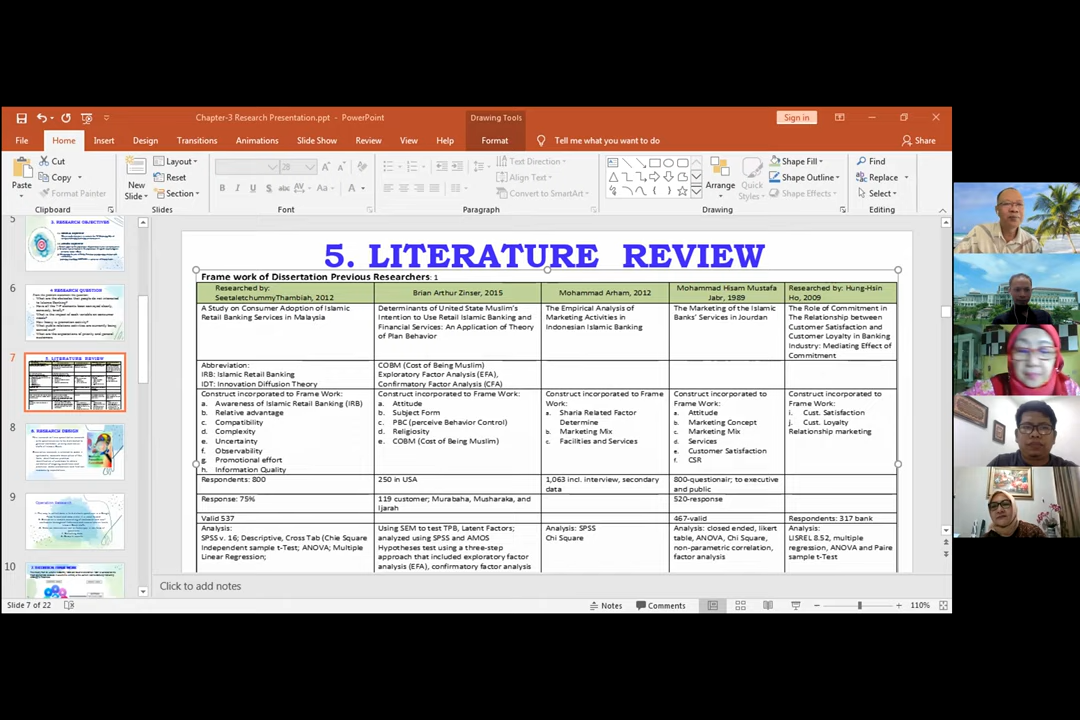 Chapter-3 Research Presentation.ppt - PowerPoint
Drawing Tools
Sign in
File
Home
Insert
Design
Transitions
Animations
Slide Show
Review
View
Help
Format
Tell me what you want to do
Share
Paste
Cut
Copy
Format Painter
Clipboard
New Slide
Layout
Reset
Section
Slides
28
B I U S abc AV Aa A
Font
Text Direction
Align Text
Convert to SmartArt
Paragraph
Arrange
Quick Styles
Shape Fill
Shape Outline
Shape Effects
Drawing
Find
Replace
Select
Editing
5
6
4 RESEARCH QUESTION
7
5. LITERATURE REVIEW
8
9
Operation Research
10
5. LITERATURE REVIEW
Frame work of Dissertation Previous Researchers: 1
Researched by:
SeetaletchummyThambiah, 2012
Brian Arthur Zinser, 2015
Mohammad Arham, 2012
Mohammad Hisam Mustafa
Jabr, 1989
Researched by: Hung-Hsin
Ho, 2009
A Study on Consumer Adoption of Islamic
Retail Banking Services in Malaysia
Determinants of United State Muslim's
Intention to Use Retail Islamic Banking and
Financial Services: An Application of Theory
of Plan Behavior
The Empirical Analysis of
Marketing Activities in
Indonesian Islamic Banking
The Marketing of the Islamic
Banks' Services in Jourdan
The Role of Commitment in
The Relationship between
Customer Satisfaction and
Customer Loyalty in Banking
Industry; Mediating Effect of
Commitment
Abbreviation:
IRB: Islamic Retail Banking
IDT: Innovation Diffusion Theory
COBM (Cost of Being Muslim)
Exploratory Factor Analysis (EFA),
Confirmatory Factor Analysis (CFA)
Construct incorporated to Frame Work:
a. Awareness of Islamic Retail Banking (IRB)
b. Relative advantage
c. Compatibility
d. Complexity
e. Uncertainty
f. Observability
g. Promotional effort
h. Information Quality
Construct incorporated to Frame Work:
a. Attitude
b. Subject Form
c. PBC (perceive Behavior Control)
d. Religiosity
e. COBM (Cost of Being Muslim)
Construct incorporated to Frame
Work:
a. Sharia Related Factor
Determine
b. Marketing Mix
c. Facilities and Services
Construct incorporated to
Frame Work:
a. Attitude
b. Marketing Concept
c. Marketing Mix
d. Services
e. Customer Satisfaction
f. CSR
Construct incorporated to
Frame Work:
i. Cust. Satisfaction
j. Cust. Loyalty
Relationship marketing
Respondents: 800
250 in USA
1,063 incl. interview, secondary
data
800-questionair; to executive
and public
Response: 75%
119 customer; Murabaha, Musharaka, and
Ijarah
520-response
Valid 537
467-valid
Respondents: 317 bank
Analysis:
SPSS v. 16; Descriptive, Cross Tab (Chie Square
Independent sample t-Test; ANOVA; Multiple
Linear Regression;
Using SEM to test TPB, Latent Factors;
analyzed using SPSS and AMOS
Hypotheses test using a three-step
approach that included exploratory factor
analysis (EFA), confirmatory factor analysis
Analysis: SPSS
Chi Square
Analysis: closed ended, likert
table, ANOVA, Chi Square,
non-parametric correlation,
factor analysis
Analysis:
LISREL 8.52, multiple
regression, ANOVA and Paire
sample t-Test
Click to add notes
Slide 7 of 22
Notes
Comments
110%